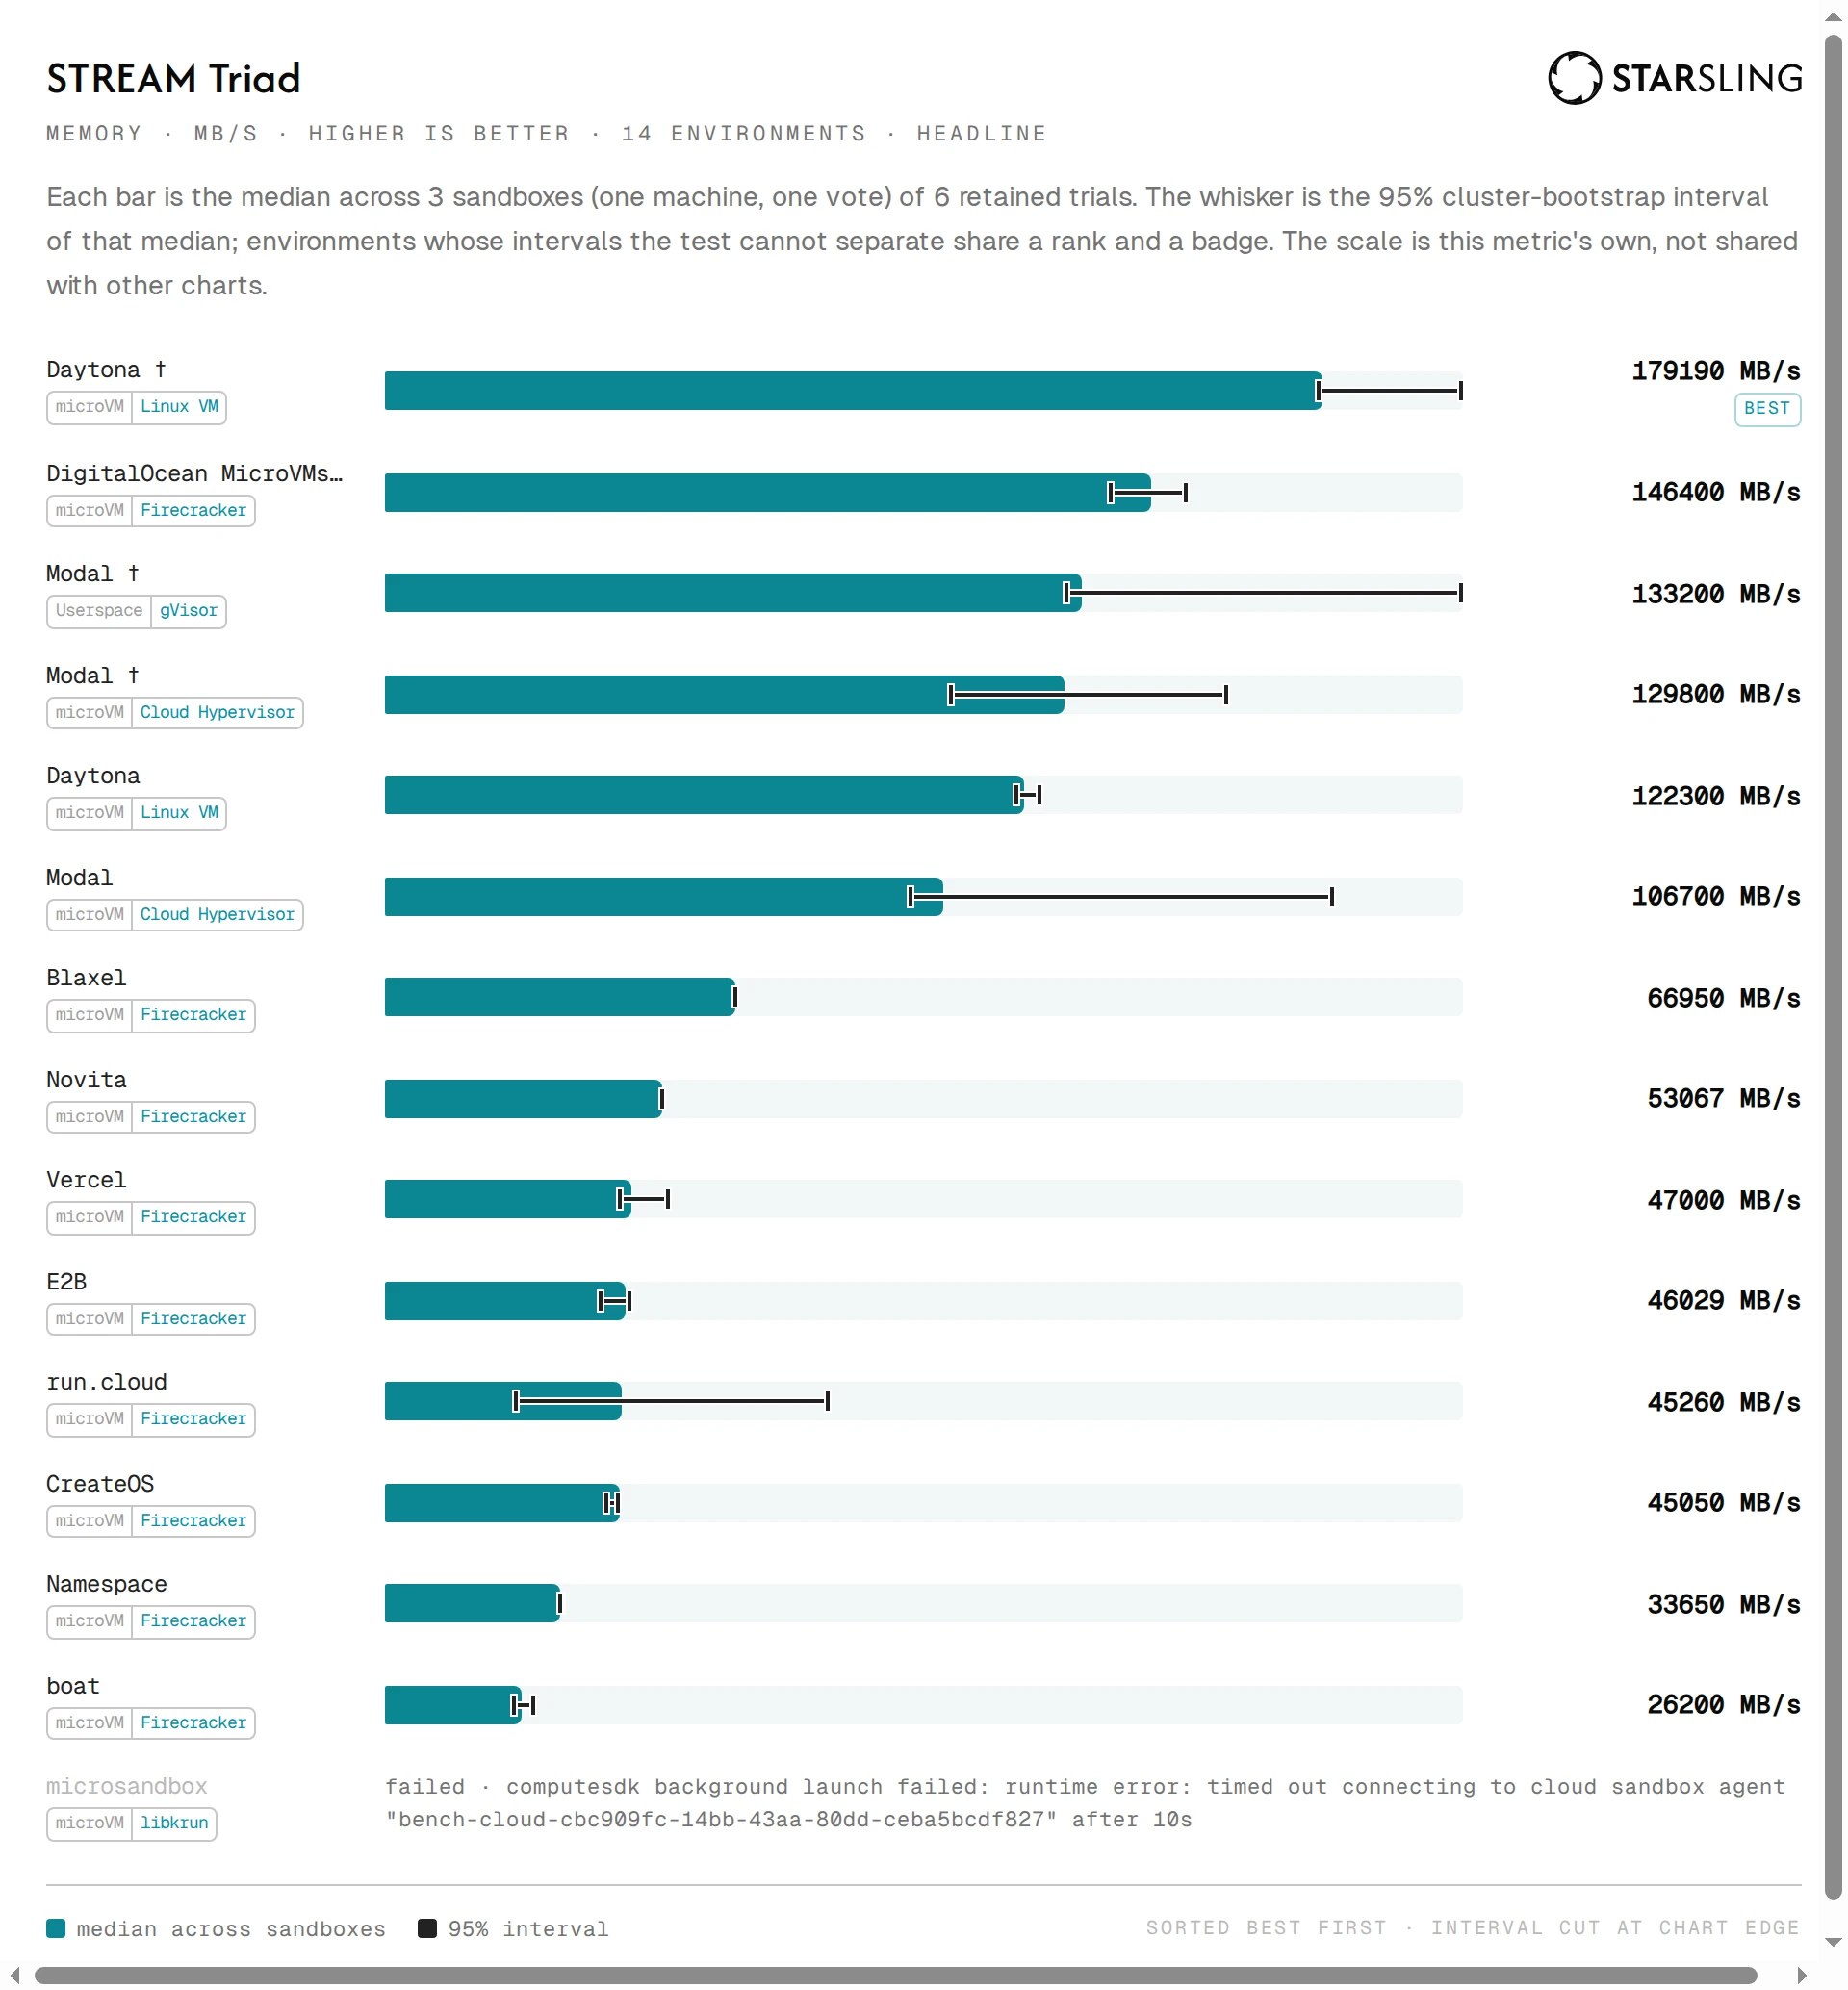 STREAM Triad
STARSLING
MEMORY · MB/S · HIGHER IS BETTER · 14 ENVIRONMENTS · HEADLINE
Each bar is the median across 3 sandboxes (one machine, one vote) of 6 retained trials. The whisker is the 95% cluster-bootstrap interval
of that median; environments whose intervals the test cannot separate share a rank and a badge. The scale is this metric's own, not shared
with other charts.
Daytona †
179190 MB/s
microVM Linux VM
BEST
DigitalOcean MicroVMs…
146400 MB/s
microVM Firecracker
Modal †
133200 MB/s
Userspace gVisor
Modal †
129800 MB/s
microVM Cloud Hypervisor
Daytona
122300 MB/s
microVM Linux VM
Modal
106700 MB/s
microVM Cloud Hypervisor
Blaxel
66950 MB/s
microVM Firecracker
Novita
53067 MB/s
microVM Firecracker
Vercel
47000 MB/s
microVM Firecracker
E2B
46029 MB/s
microVM Firecracker
run.cloud
45260 MB/s
microVM Firecracker
CreateOS
45050 MB/s
microVM Firecracker
Namespace
33650 MB/s
microVM Firecracker
boat
26200 MB/s
microVM Firecracker
microsandbox
microVM libkrun
failed · computesdk background launch failed: runtime error: timed out connecting to cloud sandbox agent
"bench-cloud-cbc909fc-14bb-43aa-80dd-ceba5bcdf827" after 10s
median across sandboxes
95% interval
SORTED BEST FIRST · INTERVAL CUT AT CHART EDGE